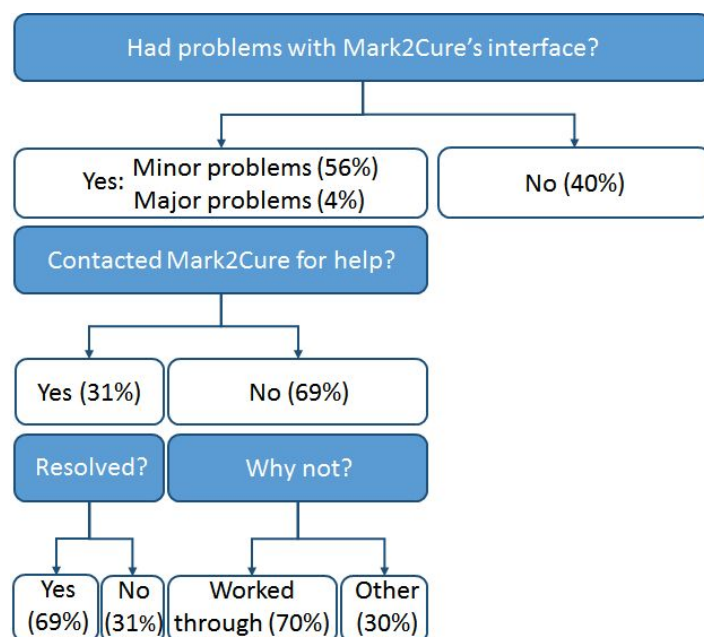 Had problems with Mark2Cure's interface?
Yes: Minor problems (56%)
Major problems (4%)
No (40%)
Contacted Mark2Cure for help?
Yes (31%)
No (69%)
Resolved?
Why not?
Yes
(69%)
No
(31%)
Worked
through (70%)
Other
(30%)